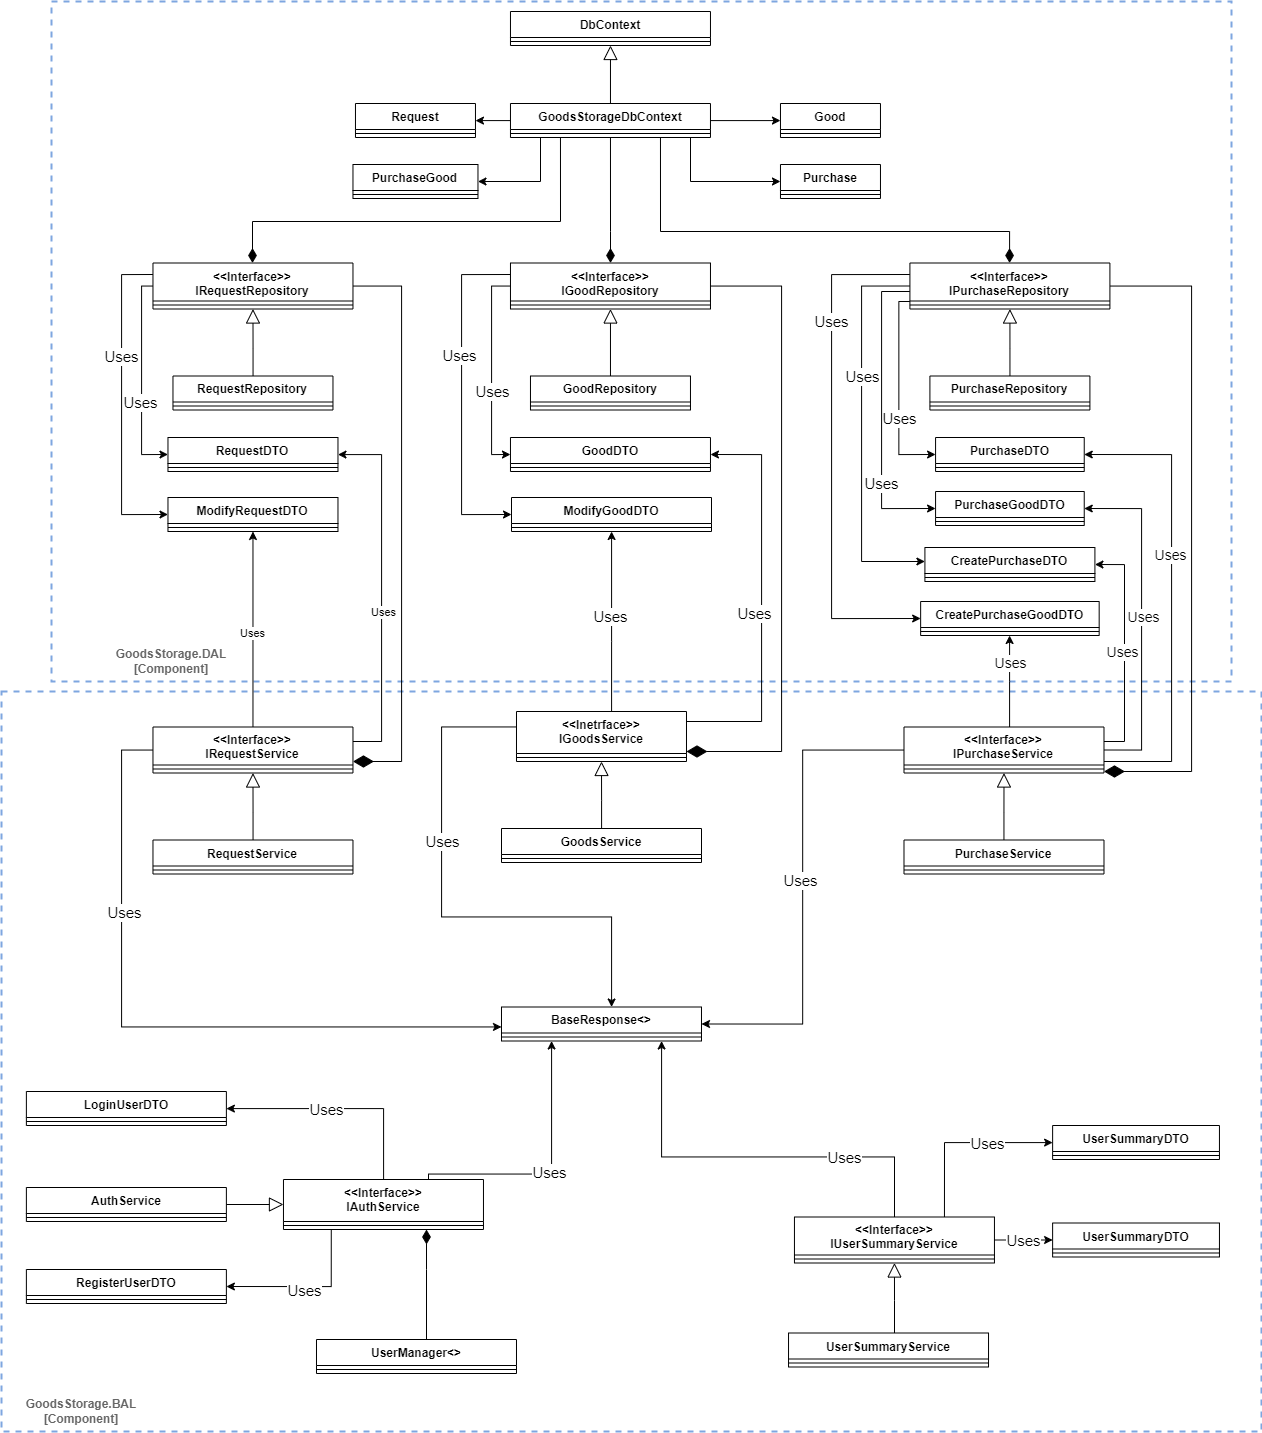 DbContext
Request
GoodsStorageDbContext
Good
PurchaseGood
Purchase
<<Interface>>
IRequestRepository
<<Interface>>
IGoodRepository
<<Interface>>
IPurchaseRepository
Uses
Uses
Uses
Uses
RequestRepository
GoodRepository
PurchaseRepository
Uses
Uses
Uses
RequestDTO
GoodDTO
PurchaseDTO
Uses
ModifyRequestDTO
ModifyGoodDTO
PurchaseGoodDTO
Uses
CreatePurchaseDTO
Uses
Uses
Uses
CreatePurchaseGoodDTO
Uses
Uses
Uses
Uses
GoodsStorage.DAL
[Component]
<<Interface>>
IRequestService
<<Inetrface>>
IGoodsService
<<Interface>>
IPurchaseService
Uses
GoodsService
RequestService
PurchaseService
Uses
Uses
BaseResponse<>
LoginUserDTO
Uses
UserSummaryDTO
Uses
Uses
Uses
AuthService
<<Interface>>
IAuthService
<<Interface>>
IUserSummaryService
Uses
UserSummaryDTO
RegisterUserDTO
Uses
UserManager<>
UserSummaryService
GoodsStorage.BAL
[Component]